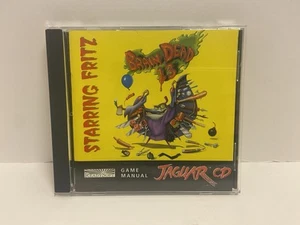 STARRING FRITZ
BRAIN DEAD
13
GAME
MANUAL
JAGUAR CD